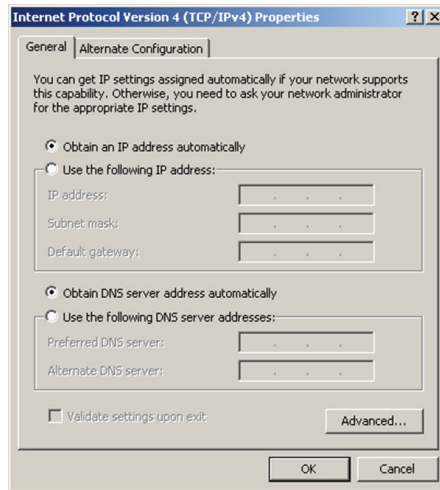 Internet Protocol Version 4 (TCP/IPv4) Properties
General
Alternate Configuration
You can get IP settings assigned automatically if your network supports
this capability. Otherwise, you need to ask your network administrator
for the appropriate IP settings.
Obtain an IP address automatically
Use the following IP address:
IP address:
Subnet mask:
Default gateway:
Obtain DNS server address automatically
Use the following DNS server addresses:
Preferred DNS server:
Alternate DNS server:
Validate settings upon exit
Advanced...
OK
Cancel